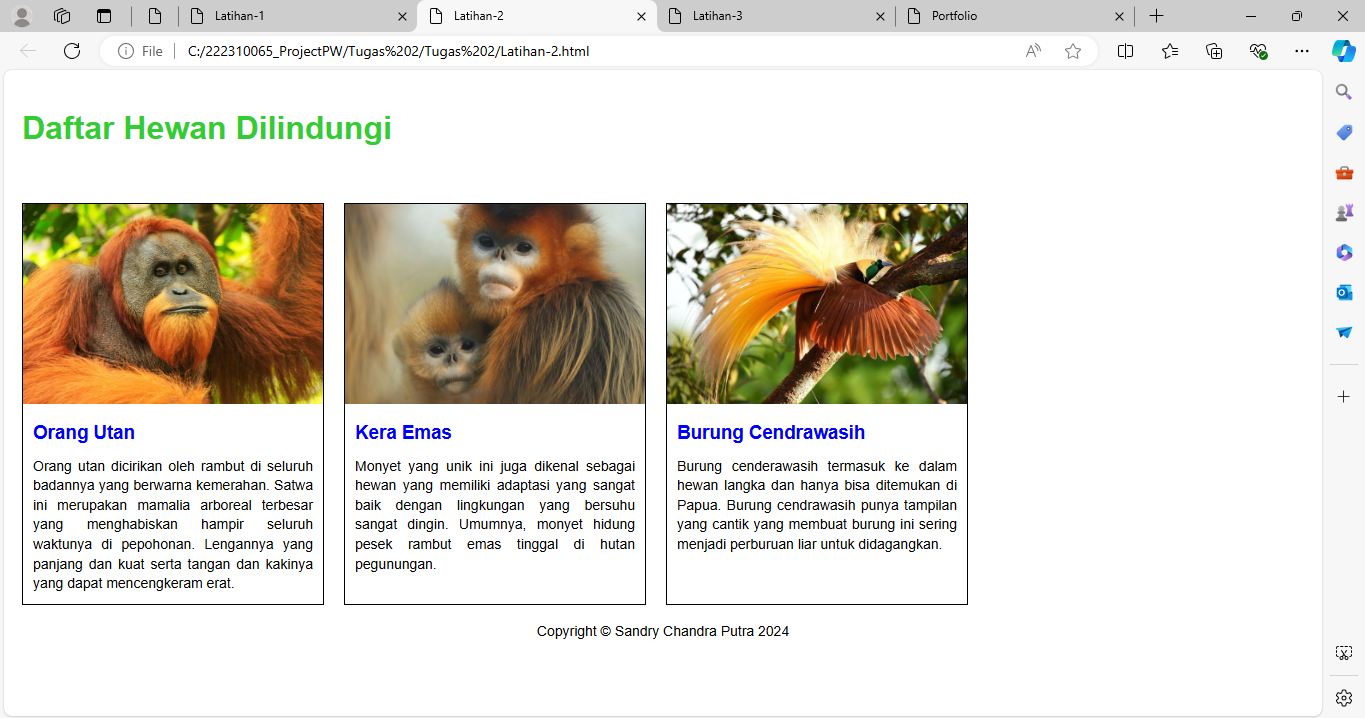 Latihan-1
Latihan-2
Latihan-3
Portfolio
File
C:/222310065_ProjectPW/Tugas%202/Tugas%202/Latihan-2.html
Daftar Hewan Dilindungi
Orang Utan
Orang utan dicirikan oleh rambut di seluruh
badannya yang berwarna kemerahan. Satwa
ini merupakan mamalia arboreal terbesar
yang menghabiskan hampir seluruh
waktunya di pepohonan. Lengannya yang
panjang dan kuat serta tangan dan kakinya
yang dapat mencengkeram erat.
Kera Emas
Monyet yang unik ini juga dikenal sebagai
hewan yang memiliki adaptasi yang sangat
baik dengan lingkungan yang bersuhu
sangat dingin. Umumnya, monyet hidung
pesek rambut emas tinggal di hutan
pegunungan.
Burung Cendrawasih
Burung cenderawasih termasuk ke dalam
hewan langka dan hanya bisa ditemukan di
Papua. Burung cendrawasih punya tampilan
yang cantik yang membuat burung ini sering
menjadi perburuan liar untuk didagangkan.
Copyright © Sandry Chandra Putra 2024